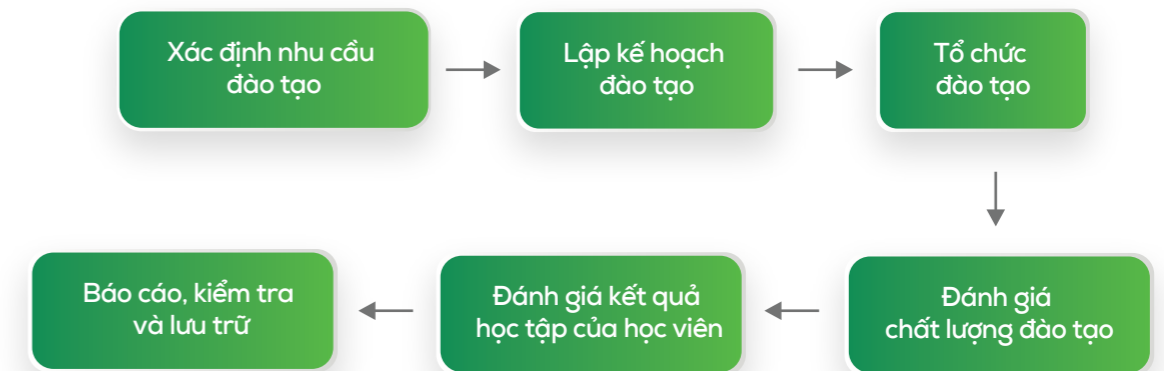 Xác định nhu cầu
đào tạo
Lập kế hoạch
đào tạo
Tổ chức
đào tạo
Đánh giá
chất lượng đào tạo
Đánh giá kết quả
học tập của học viên
Báo cáo, kiểm tra
và lưu trữ